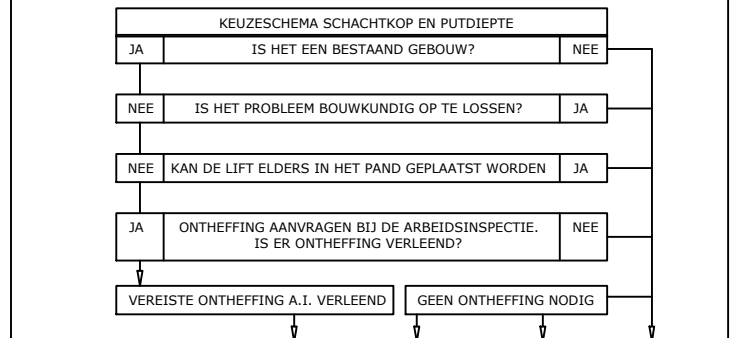 KEUZESCHEMA SCHACHTKOP EN PUTDIEPTE
JA IS HET EEN BESTAAND GEBOUW? NEE
NEE IS HET PROBLEEM BOUWKUNDIG OP TE LOSSEN? JA
NEE KAN DE LIFT ELDERS IN HET PAND GEPLAATST WORDEN JA
JA ONTHEFFING AANVRAGEN BIJ DE ARBEIDSINSPECTIE. NEE
IS ER ONTHEFFING VERLEEND?
VEREISTE ONTHEFFING A.I. VERLEEND GEEN ONTHEFFING NODIG